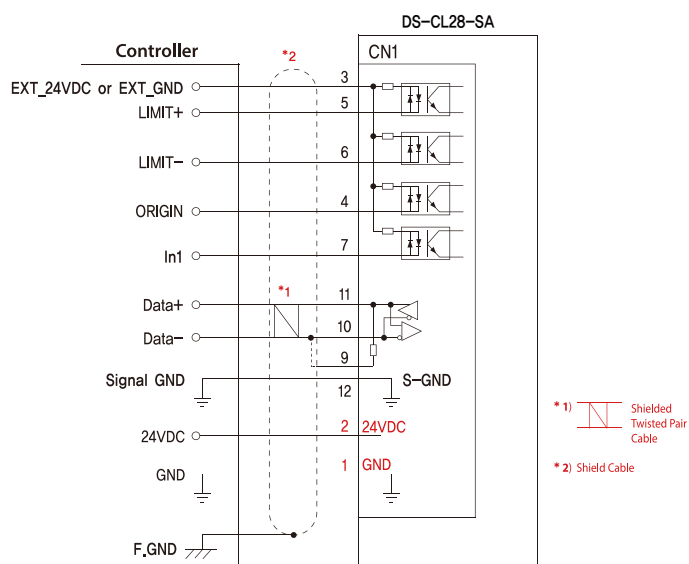 DS-CL28-SA
Controller
*2
CN1
EXT_24VDC or EXT_GND
3
LIMIT+
5
LIMIT-
6
ORIGIN
4
In1
7
*1
Data+
11
Data-
10
9
Signal GND
12
S-GND
24VDC
2
24VDC
GND
1
GND
F.GND
* 1)
Shielded
Twisted Pair
Cable
* 2) Shield Cable